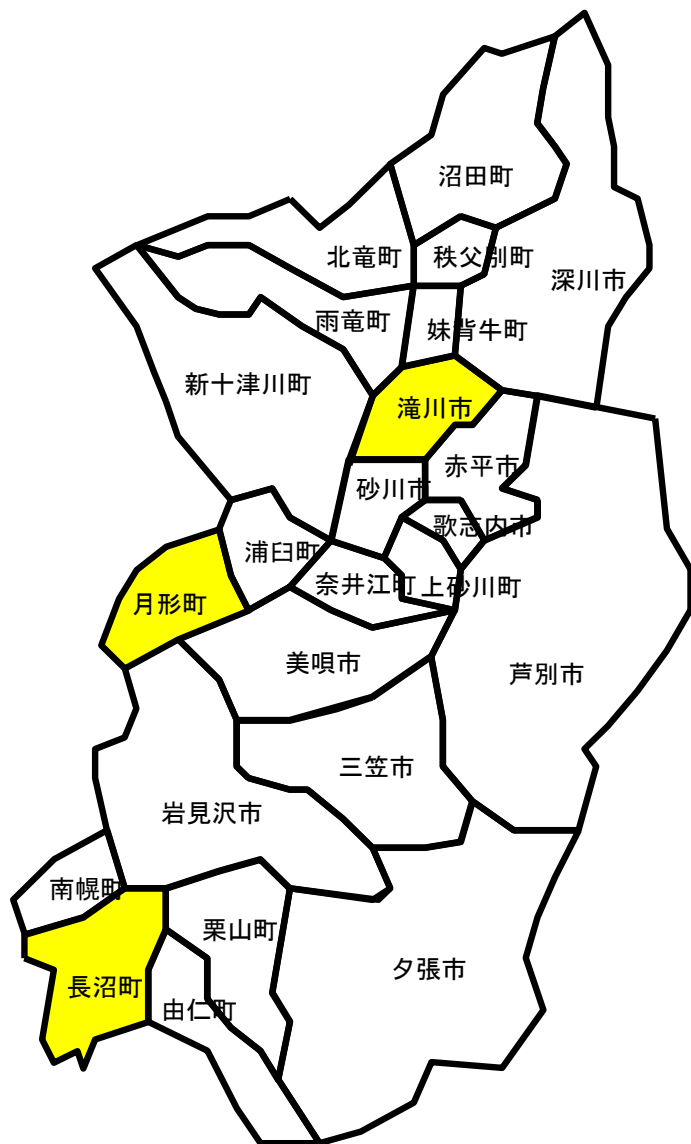 沼田町
北竜町
秩父別町
深川市
雨竜町
妹背牛町
新十津川町
滝川市
赤平市
砂川市
歌志内市
浦臼町
奈井江町
上砂川町
月形町
美唄市
芦別市
三笠市
岩見沢市
南幌町
栗山町
夕張市
長沼町
由仁町